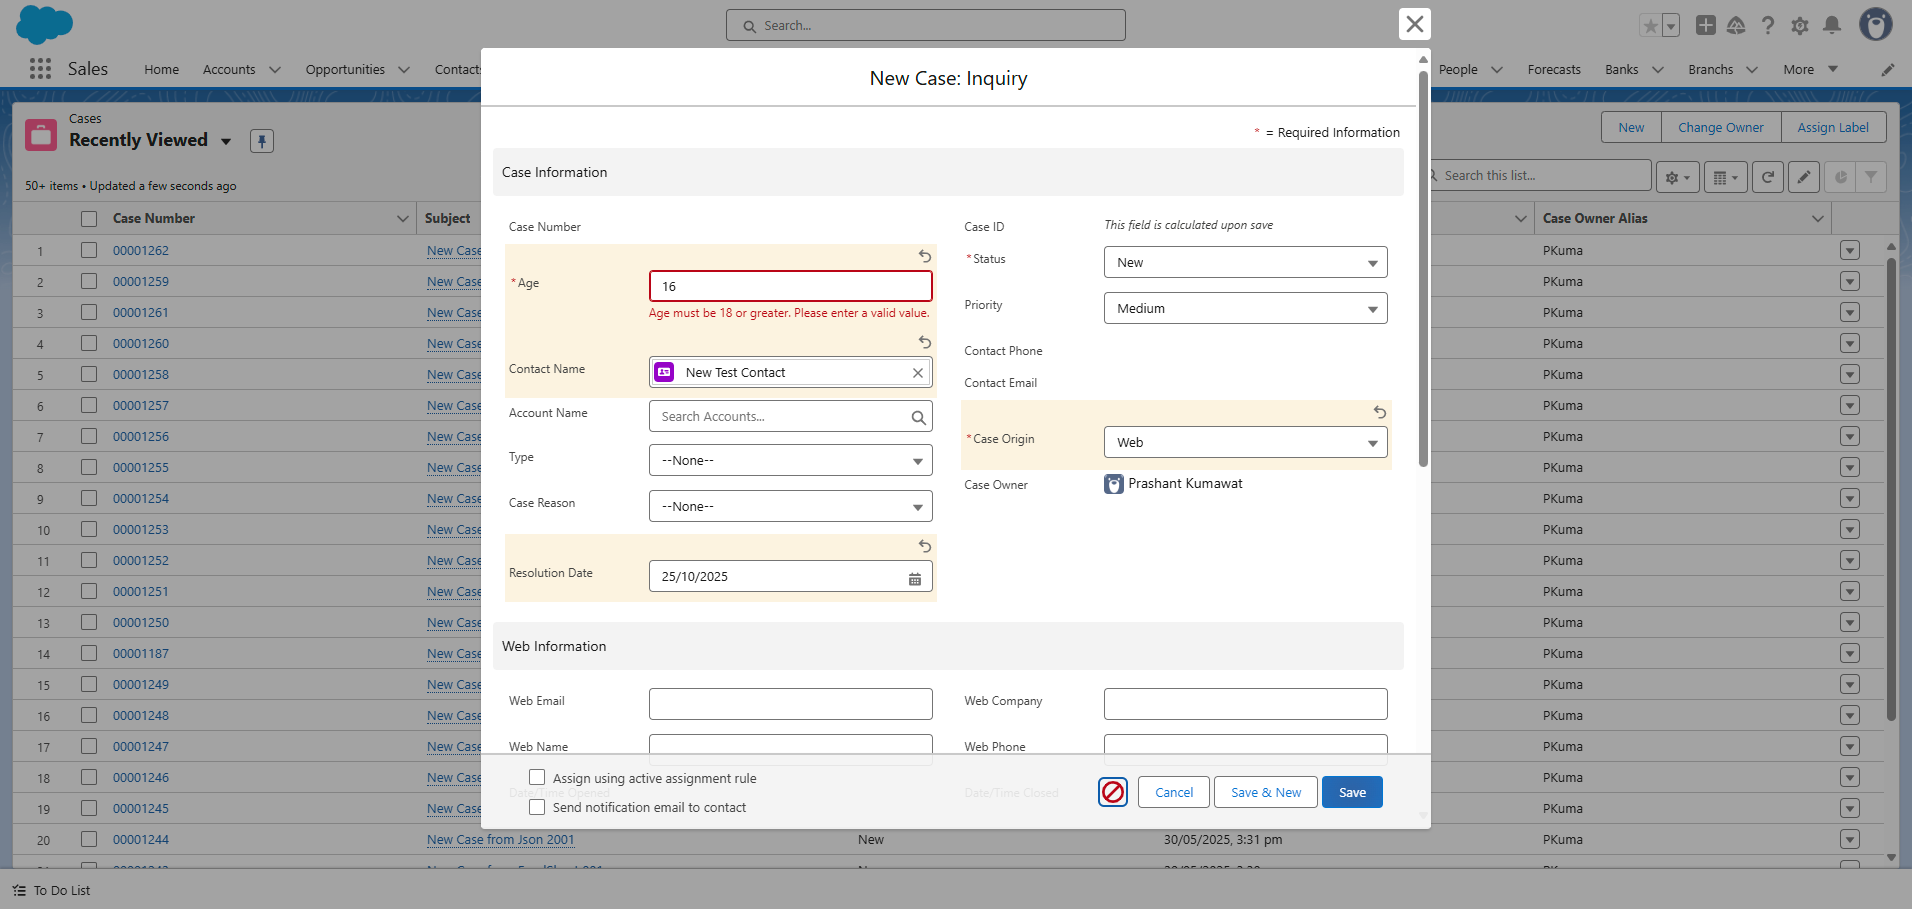 Search...
Sales
Home
Accounts
Opportunities
Contacts
People
Forecasts
Banks
Branchs
More
Cases
Recently Viewed
50+ items • Updated a few seconds ago
New
Change Owner
Assign Label
Search this list...
Case Number
Subject
Case Owner Alias
1 00001262 New Case PKuma
2 00001259 New Case PKuma
3 00001261 New Case PKuma
4 00001260 New Case PKuma
5 00001258 New Case PKuma
6 00001257 New Case PKuma
7 00001256 New Case PKuma
8 00001255 New Case PKuma
9 00001254 New Case PKuma
10 00001253 New Case PKuma
11 00001252 New Case PKuma
12 00001251 New Case PKuma
13 00001250 New Case PKuma
14 00001187 New Case PKuma
15 00001249 New Case PKuma
16 00001248 New Case PKuma
17 00001247 New Case PKuma
18 00001246 New Case PKuma
19 00001245 New Case PKuma
20 00001244 New Case from Json 2001 New 30/05/2025, 3:31 pm PKuma
New Case: Inquiry
* = Required Information
Case Information
Case Number
* Age
16
Age must be 18 or greater. Please enter a valid value.
Contact Name
New Test Contact
Account Name
Search Accounts...
Type
--None--
Case Reason
--None--
Resolution Date
25/10/2025
Case ID
This field is calculated upon save
* Status
New
Priority
Medium
Contact Phone
Contact Email
* Case Origin
Web
Case Owner
Prashant Kumawat
Web Information
Web Email
Web Company
Web Name
Web Phone
Date/Time Opened
Date/Time Closed
Assign using active assignment rule
Send notification email to contact
Cancel
Save & New
Save
To Do List